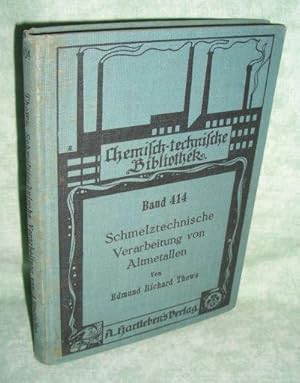 Chemisch-technische
Bibliothek.
Band 414
Schmelztechnische
Verarbeitung von
Altmetallen
Von
Edmund Richard Thews
A. Hartleben's Verlag